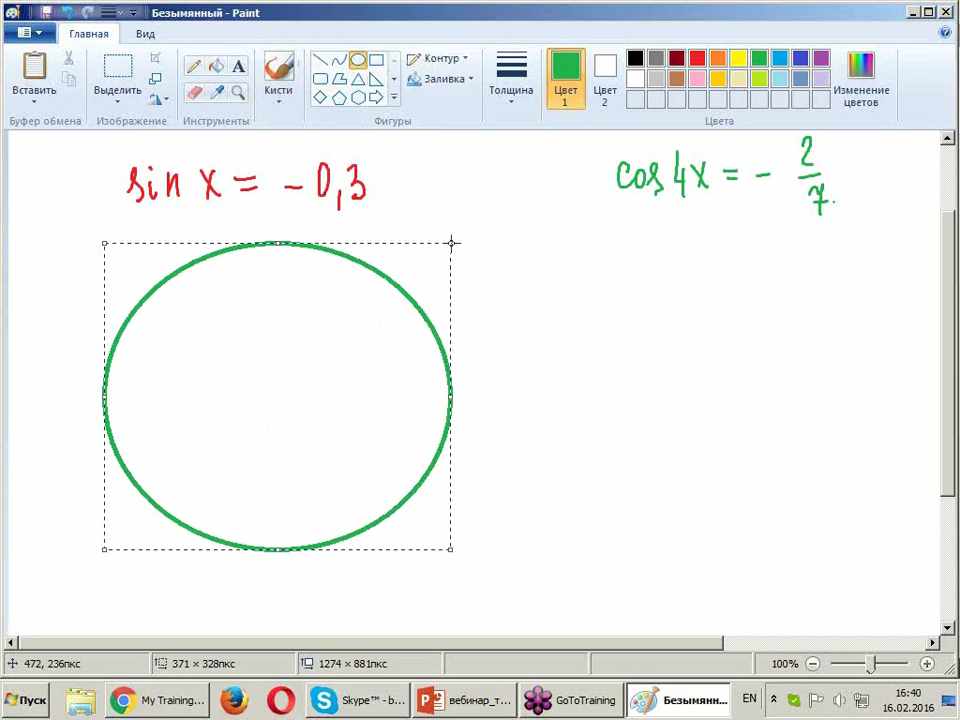 Безымянный - Paint
Главная Вид
Вставить
Выделить
Кисти
Контур
Заливка
Толщина
Цвет 1
Цвет 2
Изменение цветов
Буфер обмена Изображение Инструменты Фигуры Цвета
sin x = - 0,3
cos 4x = - 2/7
472, 236пкс 371 × 328пкс 1274 × 881пкс 100%
Пуск My Training... Skype™ - b... вебинар_т... GoToTraining Безымянн... EN 16:40
16.02.2016